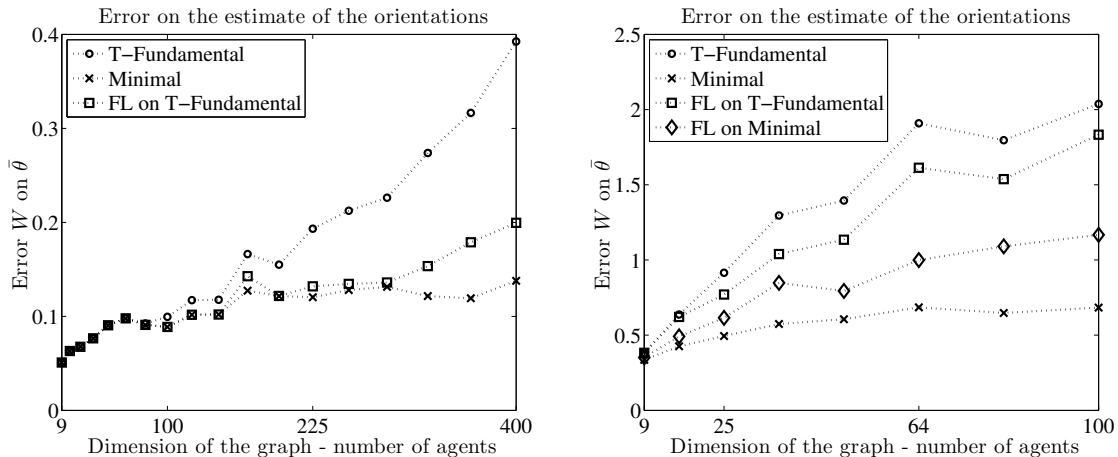 Error on the estimate of the orientations
0.4
0.3
0.2
0.1
0
Error W on θ̄
T−Fundamental
Minimal
FL on T−Fundamental
9
100
225
400
Dimension of the graph - number of agents
Error on the estimate of the orientations
2.5
2
1.5
1
0.5
0
Error W on θ̄
T−Fundamental
Minimal
FL on T−Fundamental
FL on Minimal
9
25
64
100
Dimension of the graph - number of agents